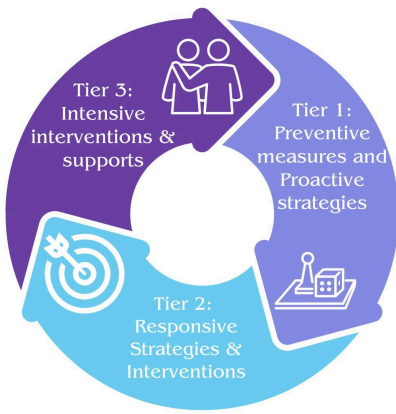 Tier 1:
Preventive
measures and
Proactive
strategies
Tier 2:
Responsive
Strategies &
Interventions
Tier 3:
Intensive
interventions &
supports